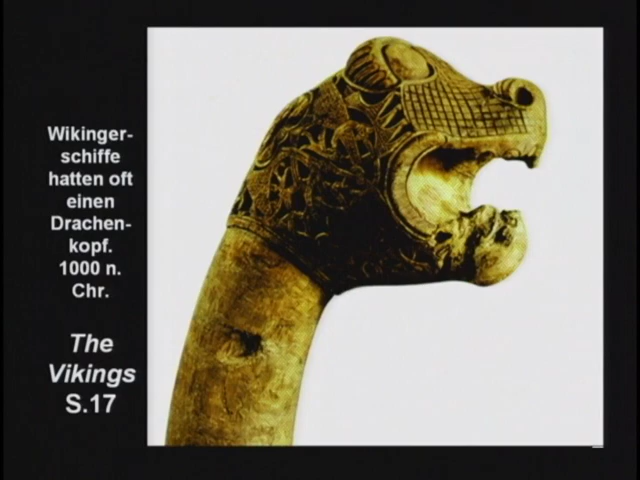 Wikinger-
schiffe
hatten oft
einen
Drachen-
kopf.
1000 n.
Chr.
The
Vikings
S.17